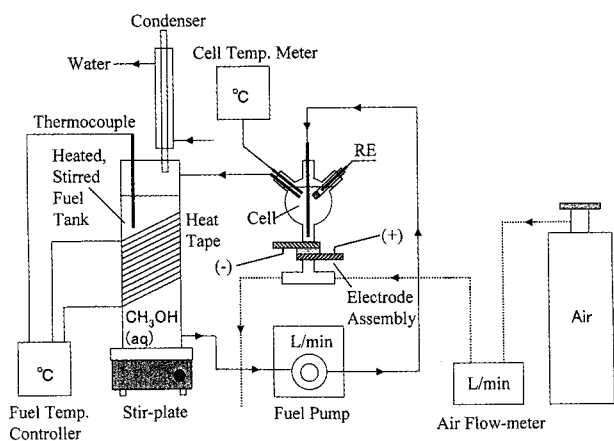 Condenser
Water
Cell Temp. Meter
°C
Thermocouple
Heated,
Stirred
Fuel
Tank
RE
Cell
Heat
Tape
(+)
(-)
Electrode
Assembly
CH3OH
(aq)
L/min
Air
°C
L/min
Fuel Temp.
Controller
Stir-plate
Fuel Pump
Air Flow-meter